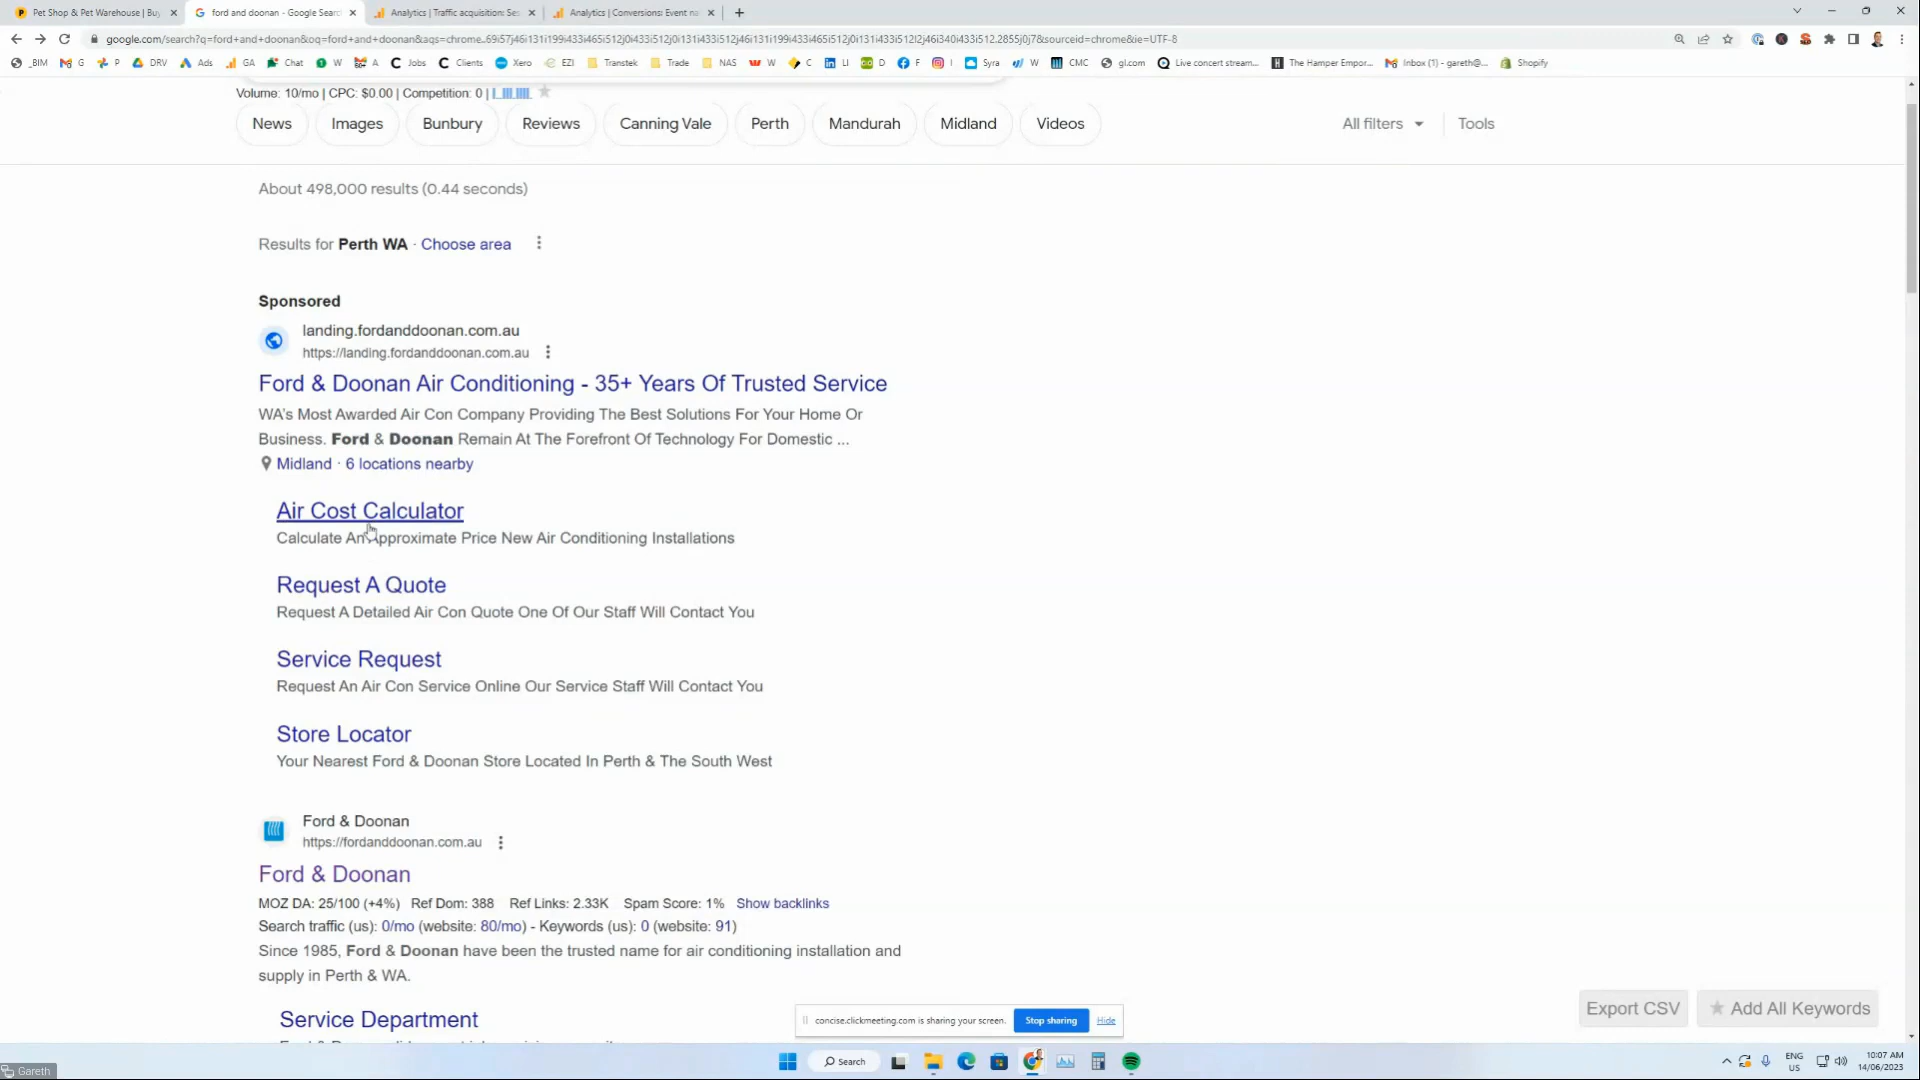 Pet Shop & Pet Warehouse | Buy
ford and doonan - Google Search
Analytics | Traffic acquisition: Ses
Analytics | Conversions: Event na
google.com/search?q=ford+and+doonan&oq=ford+and+doonan&aqs=chrome..69i57j46i131i199i433i465i512j0i433i512j0i131i433i512j46i131i199i433i465i512j0i131i433i512l2j46i340i433i512.2855j0j7&sourceid=chrome&ie=UTF-8
_BIM G P DRV Ads GA Chat W A Jobs Clients Xero EZI Transtek Trade NAS W C LI D F I Syra W CMC gl.com Live concert stream... The Hamper Empor... Inbox (1) - gareth@... Shopify
Volume: 10/mo | CPC: $0.00 | Competition: 0 |
News Images Bunbury Reviews Canning Vale Perth Mandurah Midland Videos All filters Tools
About 498,000 results (0.44 seconds)
Results for Perth WA · Choose area
Sponsored
landing.fordanddoonan.com.au
https://landing.fordanddoonan.com.au
Ford & Doonan Air Conditioning - 35+ Years Of Trusted Service
WA's Most Awarded Air Con Company Providing The Best Solutions For Your Home Or
Business. Ford & Doonan Remain At The Forefront Of Technology For Domestic ...
Midland · 6 locations nearby
Air Cost Calculator
Calculate An Approximate Price New Air Conditioning Installations
Request A Quote
Request A Detailed Air Con Quote One Of Our Staff Will Contact You
Service Request
Request An Air Con Service Online Our Service Staff Will Contact You
Store Locator
Your Nearest Ford & Doonan Store Located In Perth & The South West
Ford & Doonan
https://fordanddoonan.com.au
Ford & Doonan
MOZ DA: 25/100 (+4%) Ref Dom: 388 Ref Links: 2.33K Spam Score: 1% Show backlinks
Search traffic (us): 0/mo (website: 80/mo) - Keywords (us): 0 (website: 91)
Since 1985, Ford & Doonan have been the trusted name for air conditioning installation and
supply in Perth & WA.
Export CSV Add All Keywords
Service Department
concise.clickmeeting.com is sharing your screen. Stop sharing Hide
Search
ENG
US
10:07 AM
14/06/2023
Gareth